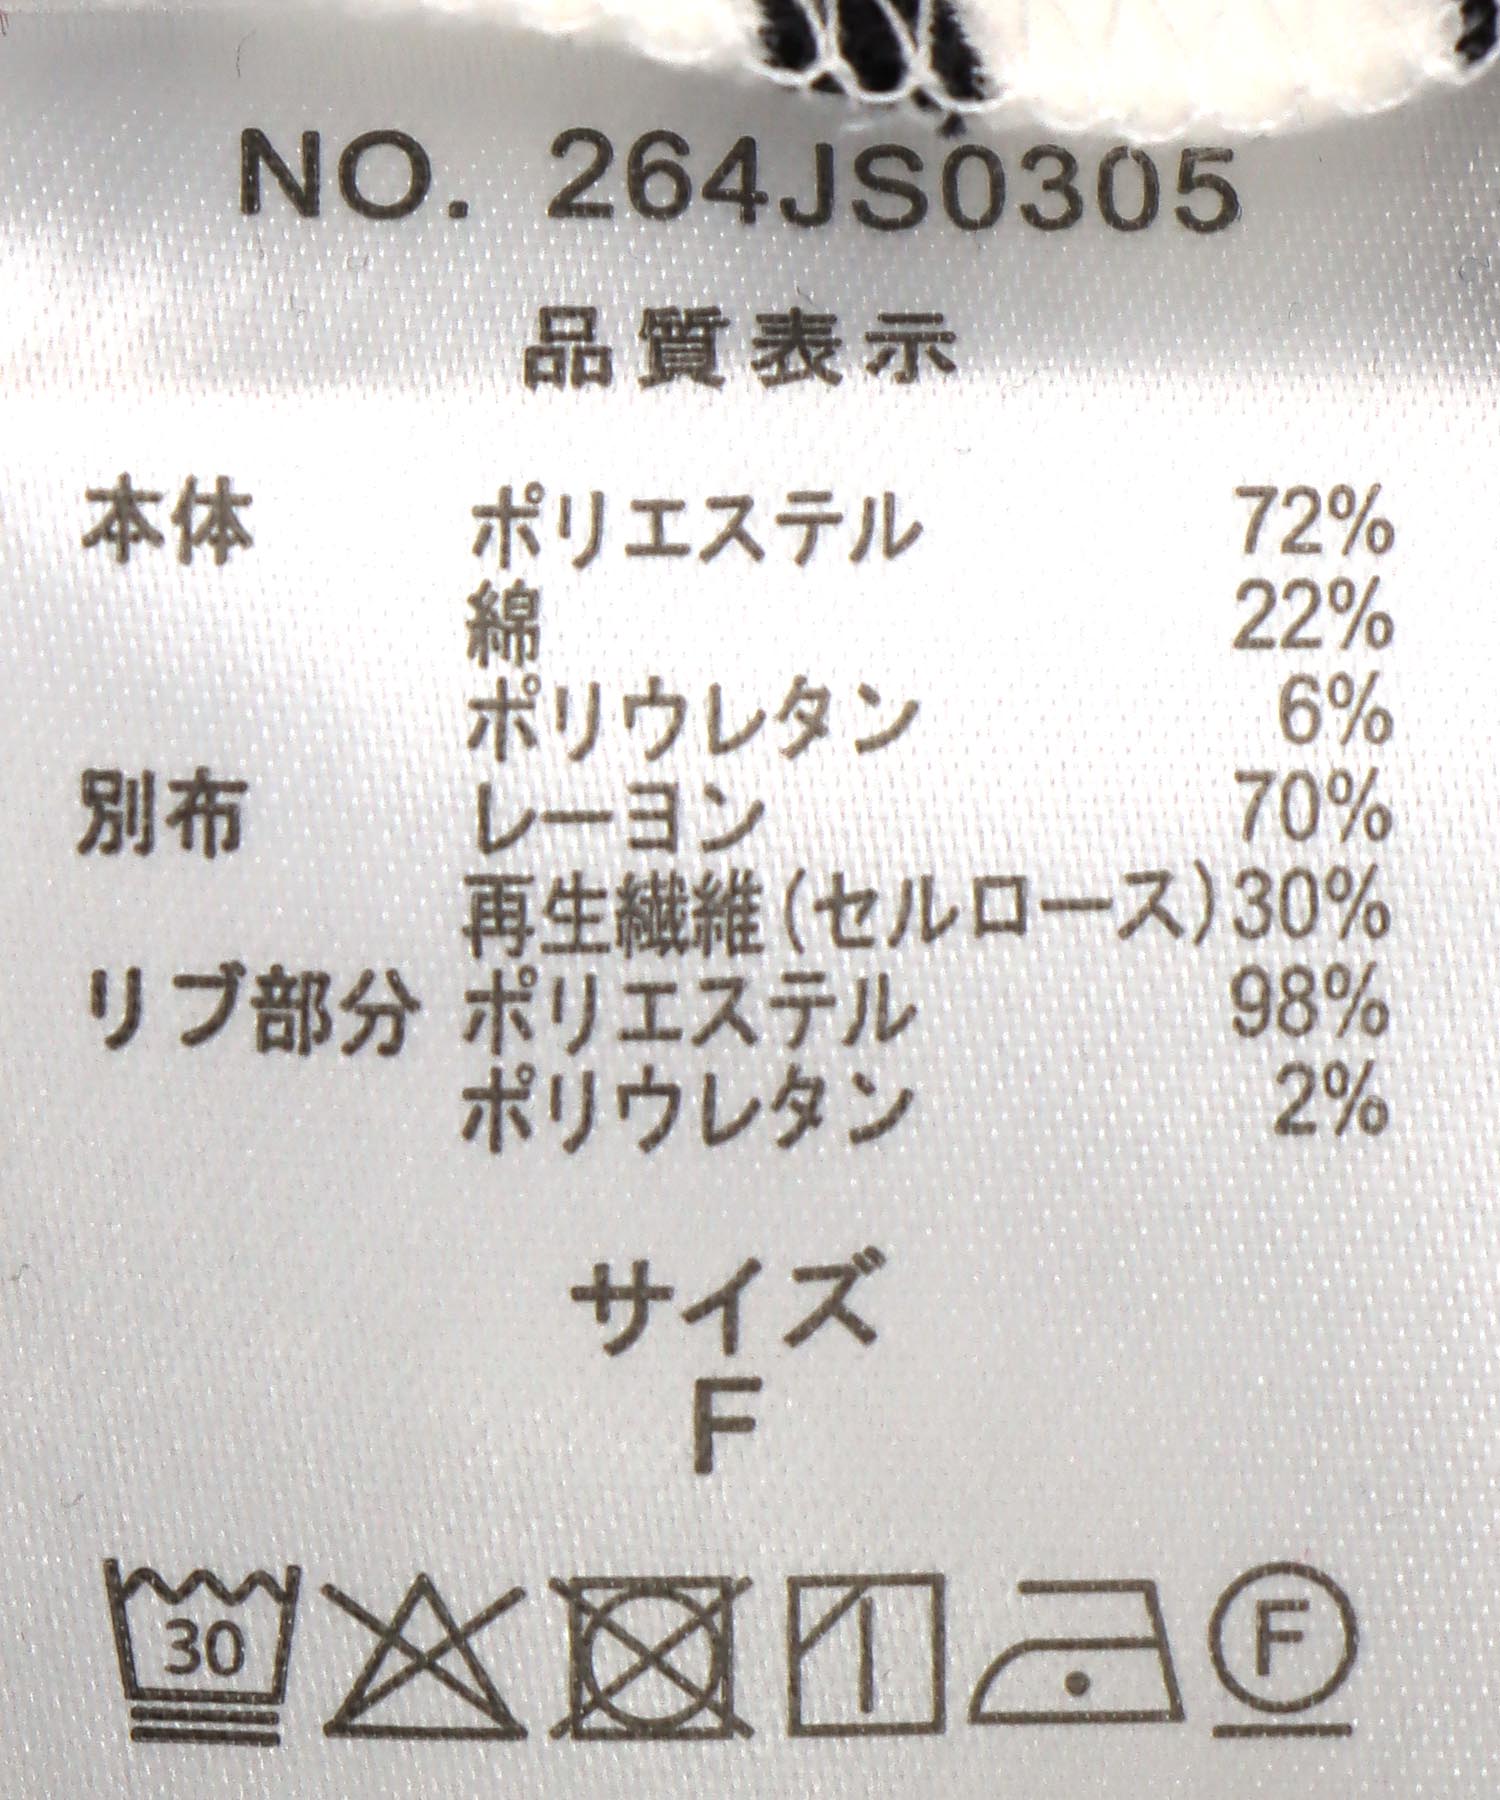 NO. 264JS0305
品質表示
本体 ポリエステル 72%
綿 22%
ポリウレタン 6%
別布 レーヨン 70%
再生繊維(セルロース)30%
リブ部分 ポリエステル 98%
ポリウレタン 2%
サイズ
F
30 F